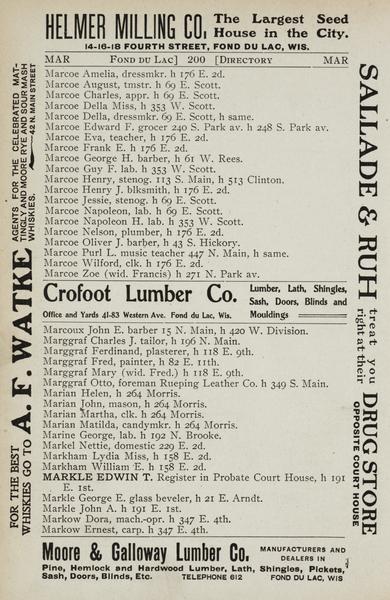 HELMER MILLING CO. The Largest Seed House in the City.
14-16-18 FOURTH STREET, FOND DU LAC, WIS.
MAR FOND DU LAC] 200 [DIRECTORY MAR
Marcoe Amelia, dressmkr. h 176 E. 2d.
Marcoe August, tmstr. h 69 E. Scott.
Marcoe Charles, appr. h 69 E. Scott.
Marcoe Della Miss, h 353 W. Scott.
Marcoe Della, dressmkr. 69 E. Scott, h same.
Marcoe Edward F. grocer 240 S. Park av. h 248 S. Park av.
Marcoe Eva, teacher, h 176 E. 2d.
Marcoe Frank E. h 176 E. 2d.
Marcoe George H. barber, h 61 W. Rees.
Marcoe Guy F. lab. h 353 W. Scott.
Marcoe Henry, stenog. 113 S. Main, h 513 Clinton.
Marcoe Henry J. blksmith, h 176 E. 2d.
Marcoe Jessie, stenog. h 69 E. Scott.
Marcoe Napoleon, lab. h 69 E. Scott.
Marcoe Napoleon H. lab. h 353 W. Scott.
Marcoe Nelson, plumber, h 176 E. 2d.
Marcoe Oliver J. barber, h 43 S. Hickory.
Marcoe Purl L. music teacher 447 N. Main, h same.
Marcoe Wilford, clk. h 176 E. 2d.
Marcoe Zoe (wid. Francis) h 271 N. Park av.
Crofoot Lumber Co.
Office and Yards 41-83 Western Ave. Fond du Lac, Wis.
Lumber, Lath, Shingles,
Sash, Doors, Blinds and
Mouldings
Marcoux John E. barber 15 N. Main, h 420 W. Division.
Marggraf Charles J. tailor, h 196 N. Main.
Marggraf Ferdinand, plasterer, h 118 E. 9th.
Marggraf Fred, painter, h 82 E. 11th.
Marggraf Mary (wid. Fred.) h 118 E. 9th.
Marggraf Otto, foreman Rueping Leather Co. h 349 S. Main.
Marian Helen, h 264 Morris.
Marian John, mason, h 264 Morris.
Marian Martha, clk. h 264 Morris.
Marian Matilda, candymkr. h 264 Morris.
Marine George, lab. h 192 N. Brooke.
Markel Nettie, domestic 229 E. 2d.
Markham Lydia Miss, h 158 E. 2d.
Markham William E. h 158 E. 2d.
MARKLE EDWIN T. Register in Probate Court House, h 191
E. 1st.
Markle George E. glass beveler, h 21 E. Arndt.
Markle John A. h 191 E. 1st.
Markow Dora, mach.-opr. h 347 E. 4th.
Markow Ernest, carp. h 347 E. 4th.
Moore & Galloway Lumber Co. MANUFACTURERS AND DEALERS IN
Pine, Hemlock and Hardwood Lumber, Lath, Shingles, Pickets,
Sash, Doors, Blinds, Etc. TELEPHONE 612 FOND DU LAC, WIS
FOR THE BEST
WHISKIES GO TO
A. F. WATKE
AGENTS FOR THE CELEBRATED MAT-
TINGLY AND MOORE RYE AND SOUR MASH
WHISKIES. 42 N. MAIN STREET
SALLADE & RUH
treat you
right at their
DRUG STORE
OPPOSITE COURT HOUSE